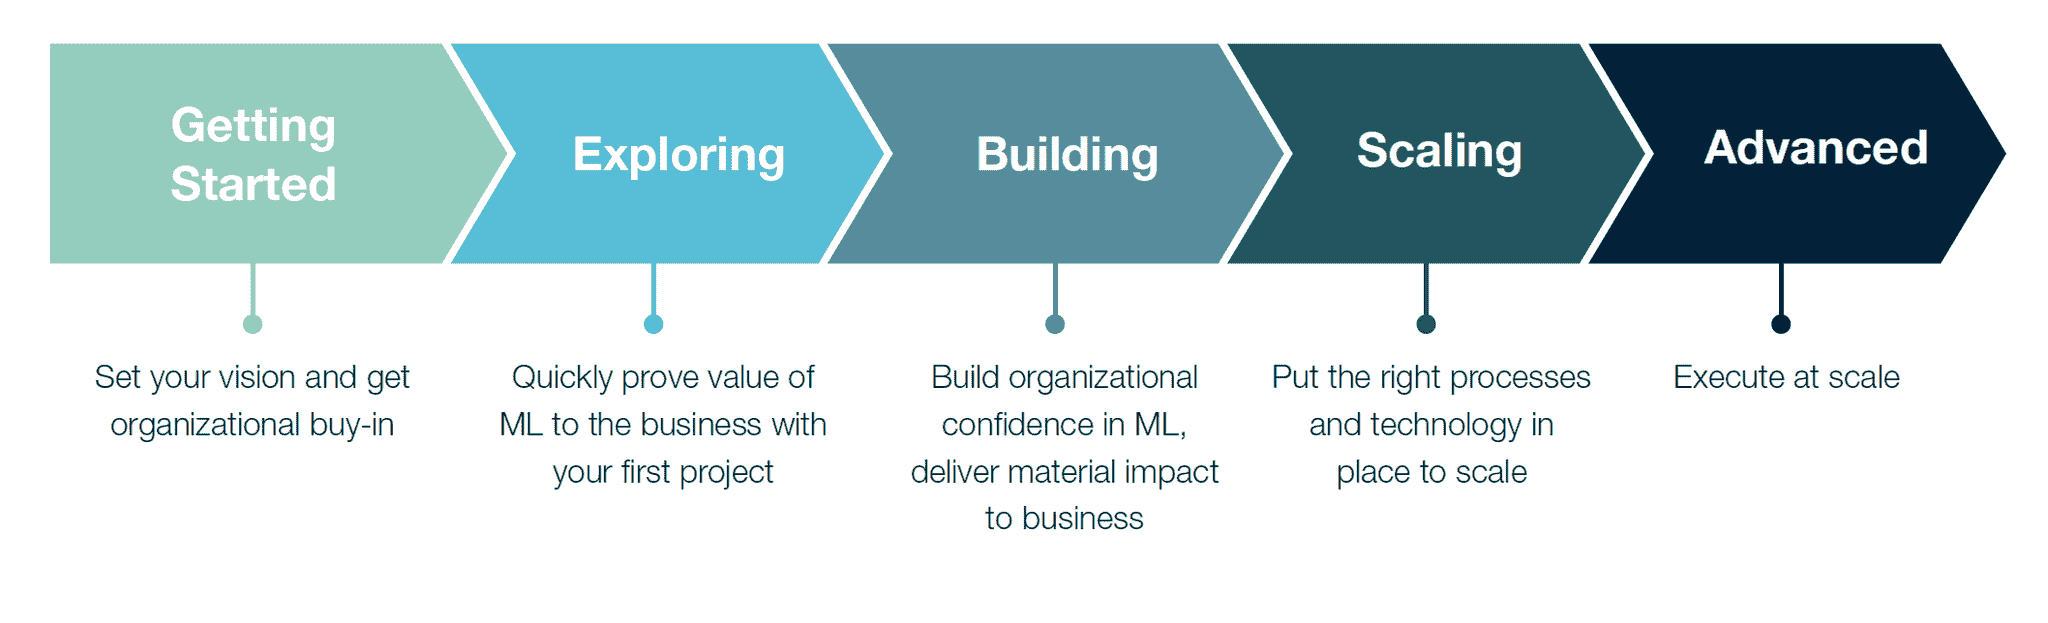 Getting
Started
Exploring
Building
Scaling
Advanced
Set your vision and get
organizational buy-in
Quickly prove value of
ML to the business with
your first project
Build organizational
confidence in ML,
deliver material impact
to business
Put the right processes
and technology in
place to scale
Execute at scale